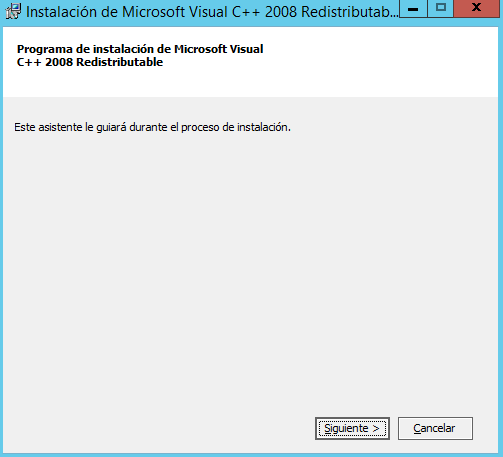 Instalación de Microsoft Visual C++ 2008 Redistributab...
Programa de instalación de Microsoft Visual
C++ 2008 Redistributable
Este asistente le guiará durante el proceso de instalación.
Siguiente >
Cancelar